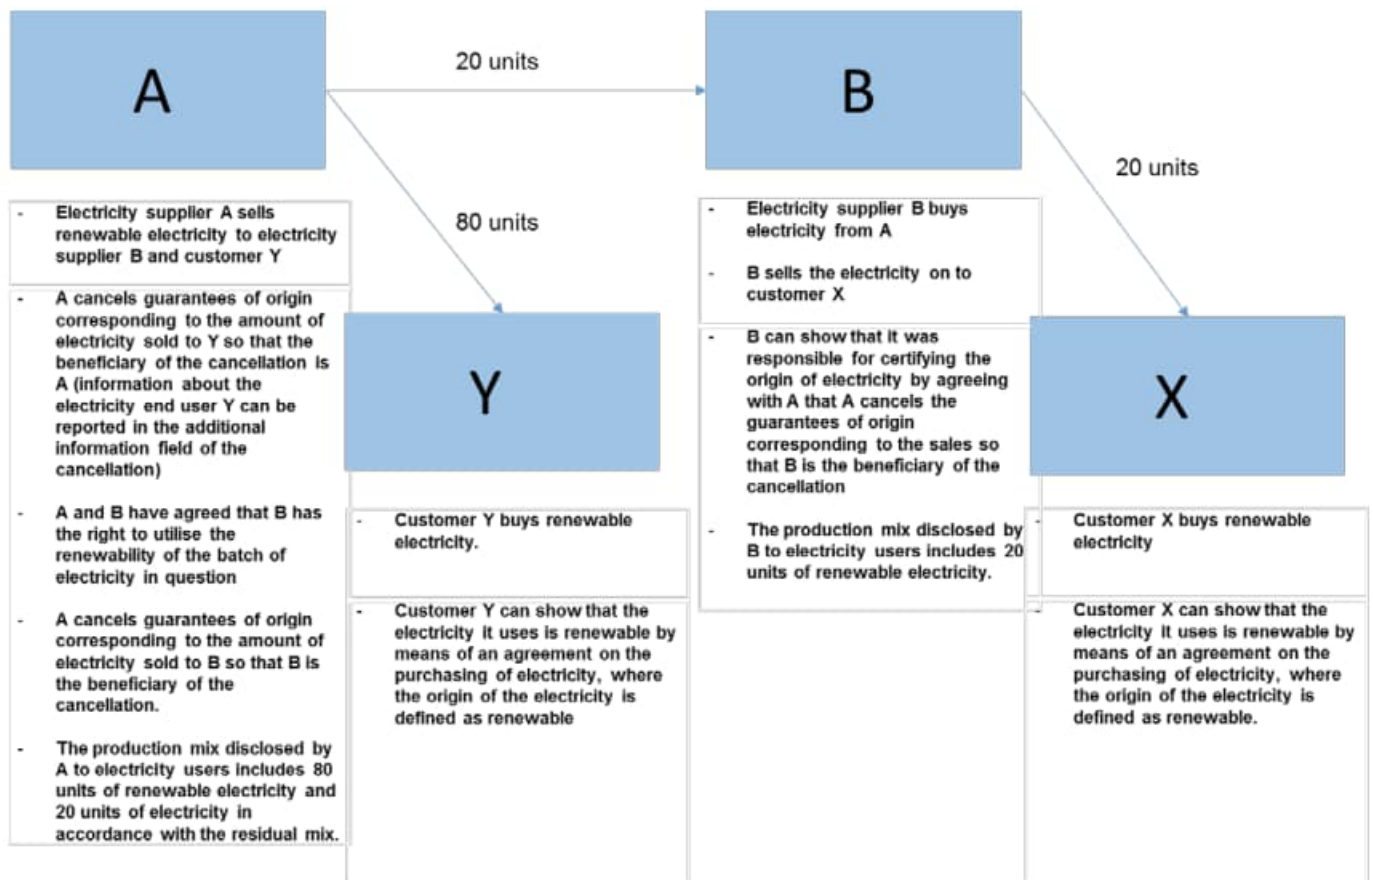 A
20 units
B
20 units
80 units
Y
X
- Electricity supplier A sells
renewable electricity to electricity
supplier B and customer Y
- A cancels guarantees of origin
corresponding to the amount of
electricity sold to Y so that the
beneficiary of the cancellation is
A (information about the
electricity end user Y can be
reported in the additional
information field of the
cancellation)
- A and B have agreed that B has
the right to utilise the
renewability of the batch of
electricity in question
- A cancels guarantees of origin
corresponding to the amount of
electricity sold to B so that B is
the beneficiary of the
cancellation.
- The production mix disclosed by
A to electricity users includes 80
units of renewable electricity and
20 units of electricity in
accordance with the residual mix.
- Customer Y buys renewable
electricity.
- Customer Y can show that the
electricity it uses is renewable by
means of an agreement on the
purchasing of electricity, where
the origin of the electricity is
defined as renewable
- Electricity supplier B buys
electricity from A
- B sells the electricity on to
customer X
- B can show that it was
responsible for certifying the
origin of electricity by agreeing
with A that A cancels the
guarantees of origin
corresponding to the sales so
that B is the beneficiary of the
cancellation
- The production mix disclosed by
B to electricity users includes 20
units of renewable electricity.
- Customer X buys renewable
electricity
- Customer X can show that the
electricity it uses is renewable by
means of an agreement on the
purchasing of electricity, where
the origin of the electricity is
defined as renewable.